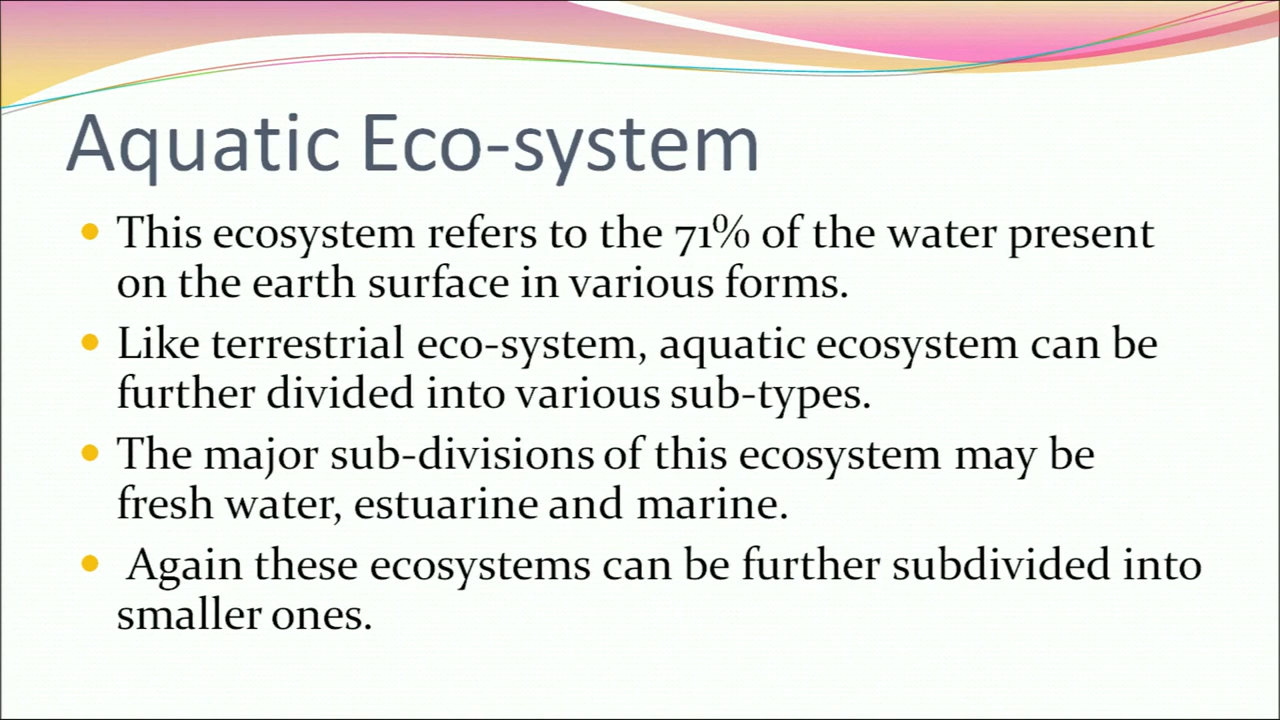 Aquatic Eco-system
• This ecosystem refers to the 71% of the water present
on the earth surface in various forms.
• Like terrestrial eco-system, aquatic ecosystem can be
further divided into various sub-types.
• The major sub-divisions of this ecosystem may be
fresh water, estuarine and marine.
• Again these ecosystems can be further subdivided into
smaller ones.